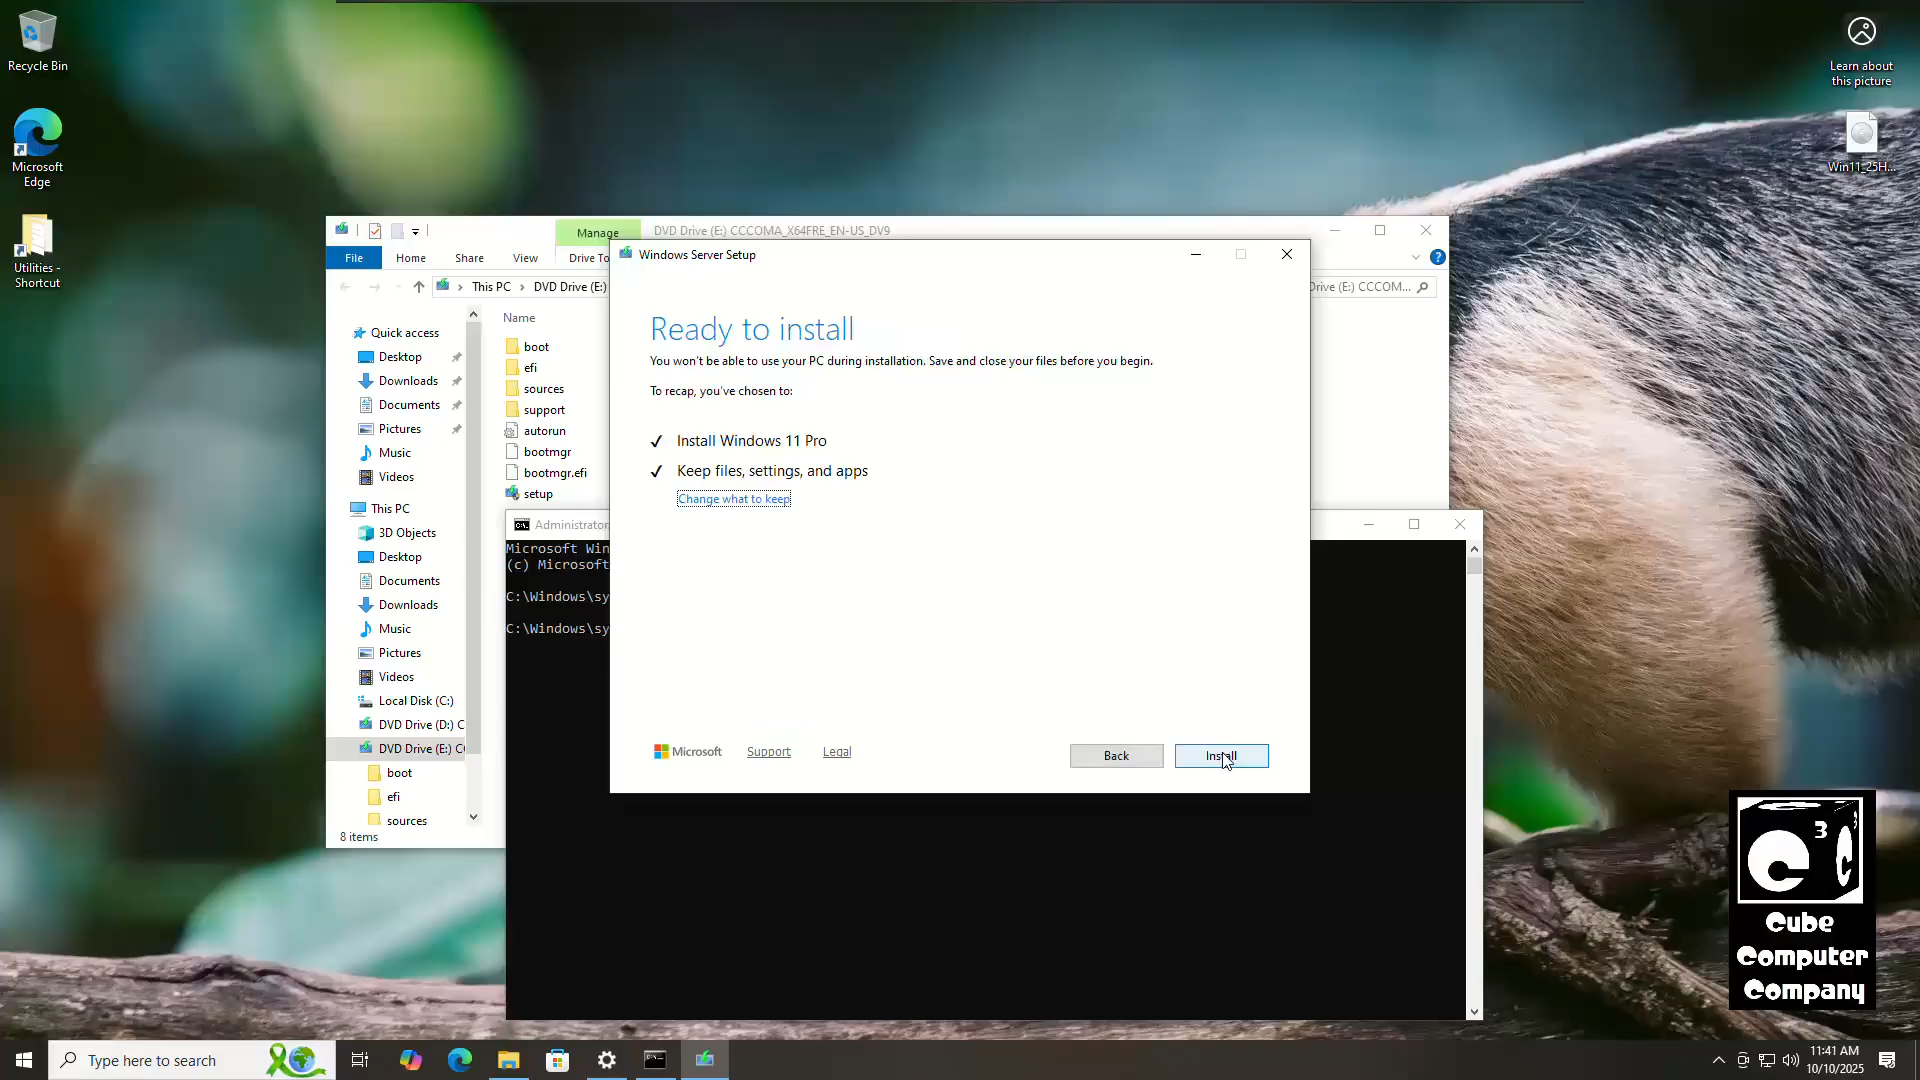 Recycle Bin
Microsoft
Edge
Utilities -
Shortcut
Learn about
this picture
Win11_25H...
Manage
DVD Drive (E:) CCCOMA_X64FRE_EN-US_DV9
File
Home
Share
View
Drive To
This PC
DVD Drive (E:)
Drive (E:) CCCOM...
Quick access
Desktop
Downloads
Documents
Pictures
Music
Videos
This PC
3D Objects
Desktop
Documents
Downloads
Music
Pictures
Videos
Local Disk (C:)
DVD Drive (D:) C
DVD Drive (E:) CC
boot
efi
sources
8 items
Name
boot
efi
sources
support
autorun
bootmgr
bootmgr.efi
setup
Administrator:
Microsoft Win
(c) Microsoft
C:\Windows\sy
C:\Windows\sy
Windows Server Setup
Ready to install
You won't be able to use your PC during installation. Save and close your files before you begin.
To recap, you've chosen to:
Install Windows 11 Pro
Keep files, settings, and apps
Change what to keep
Microsoft
Support
Legal
Back
Install
C3
Cube
Computer
Company
Type here to search
11:41 AM
10/10/2025